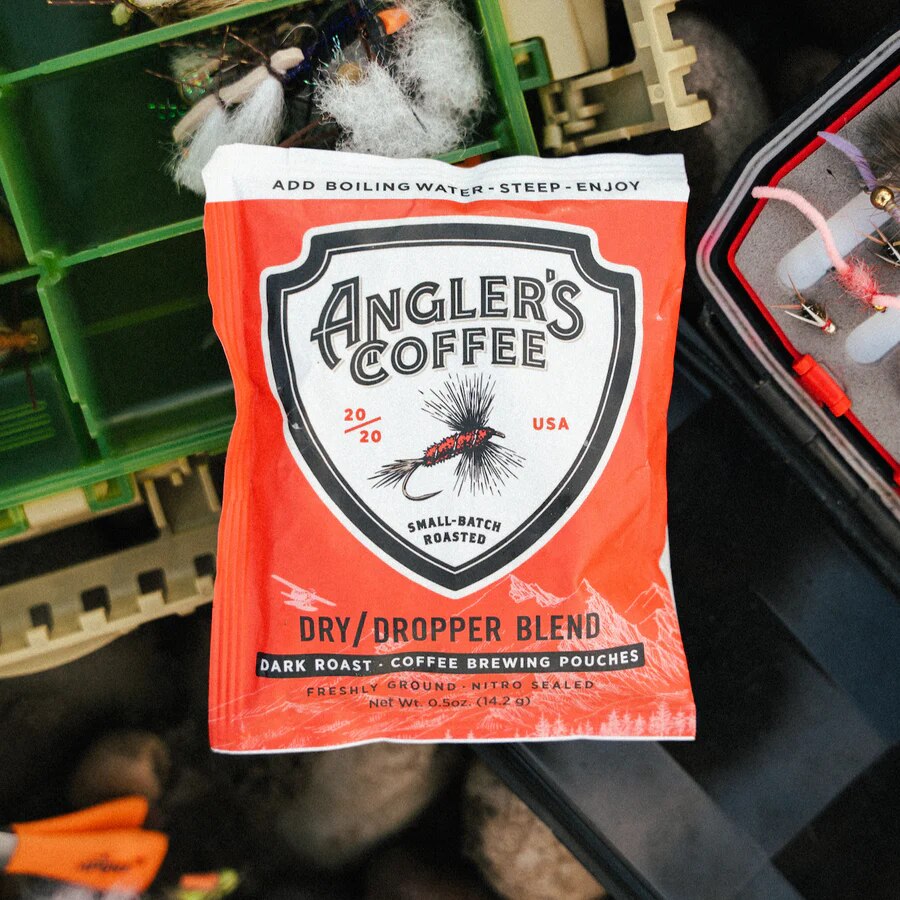 ADD BOILING WATER - STEEP - ENJOY
ANGLER'S
COFFEE
20/20
USA
SMALL-BATCH
ROASTED
DRY/DROPPER BLEND
DARK ROAST · COFFEE BREWING POUCHES
FRESHLY GROUND · NITRO SEALED
Net Wt. 0.5oz. (14.2 g)